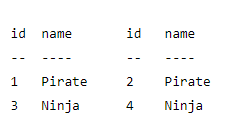 id  name       id  name
--  ----       --  ----
1   Pirate     2   Pirate
3   Ninja      4   Ninja